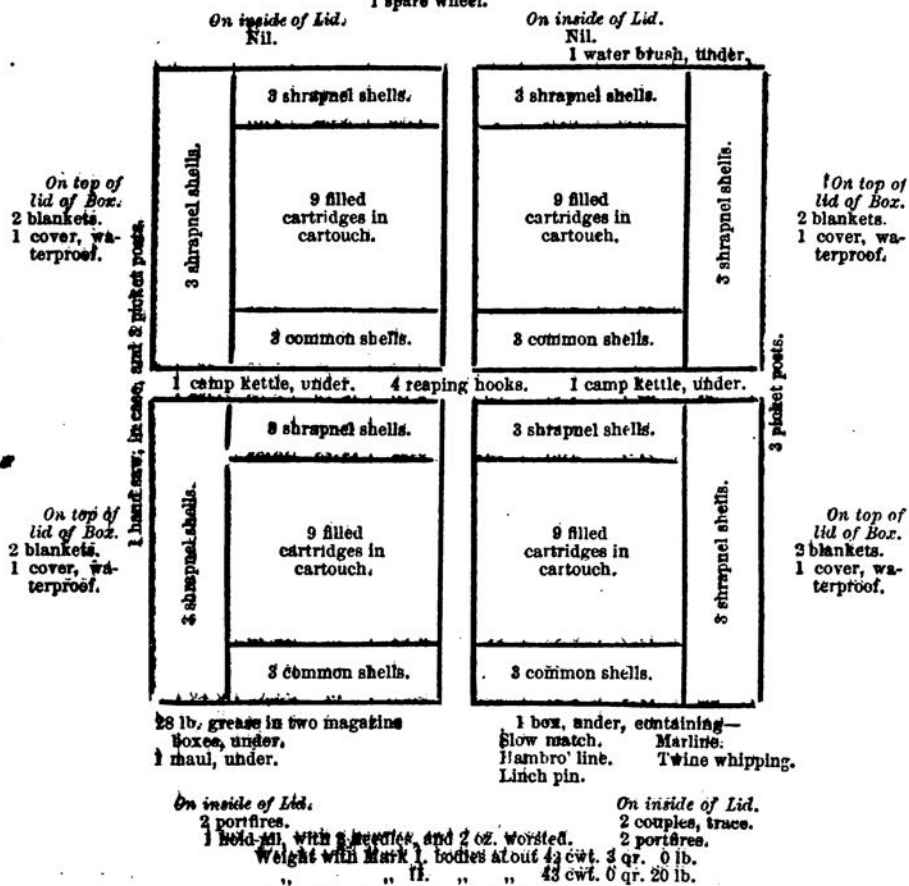 1 spare wheel.
On inside of Lid.
Nil.
On inside of Lid.
Nil.
1 water brush, under.
3 shrapnel shells.
3 shrapnel shells.
3 shrapnel shells.
9 filled
cartridges in
cartouch.
3 common shells.
3 shrapnel shells.
9 filled
cartridges in
cartouch.
3 common shells.
On top of
lid of Box.
2 blankets.
1 cover, wa-
terproof.
1 hand saw, in case, and 3 picket posts.
†On top of
lid of Box.
2 blankets.
1 cover, wa-
terproof.
3 picket posts.
1 camp kettle, under.
4 reaping hooks.
1 camp kettle, under.
On top of
lid of Box.
2 blankets.
1 cover, wa-
terproof.
3 shrapnel shells.
3 shrapnel shells.
9 filled
cartridges in
cartouch.
3 common shells.
3 shrapnel shells.
9 filled
cartridges in
cartouch.
3 common shells.
3 shrapnel shells.
On top of
lid of Box.
2 blankets.
1 cover, wa-
terproof.
28 lb. grease in two magazine
boxes, under.
1 maul, under.
1 box, under, containing—
Slow match.
Marline.
Hambro' line.
Twine whipping.
Linch pin.
On inside of Lid.
2 portfires.
1 hold-all, with needles, and 2 oz. worsted.
On inside of Lid.
2 couples, trace.
2 portfires.
Weight with Mark I. bodies about 42 cwt. 3 qr. 0 lb.
„ „ II. „ „ 43 cwt. 0 qr. 20 lb.